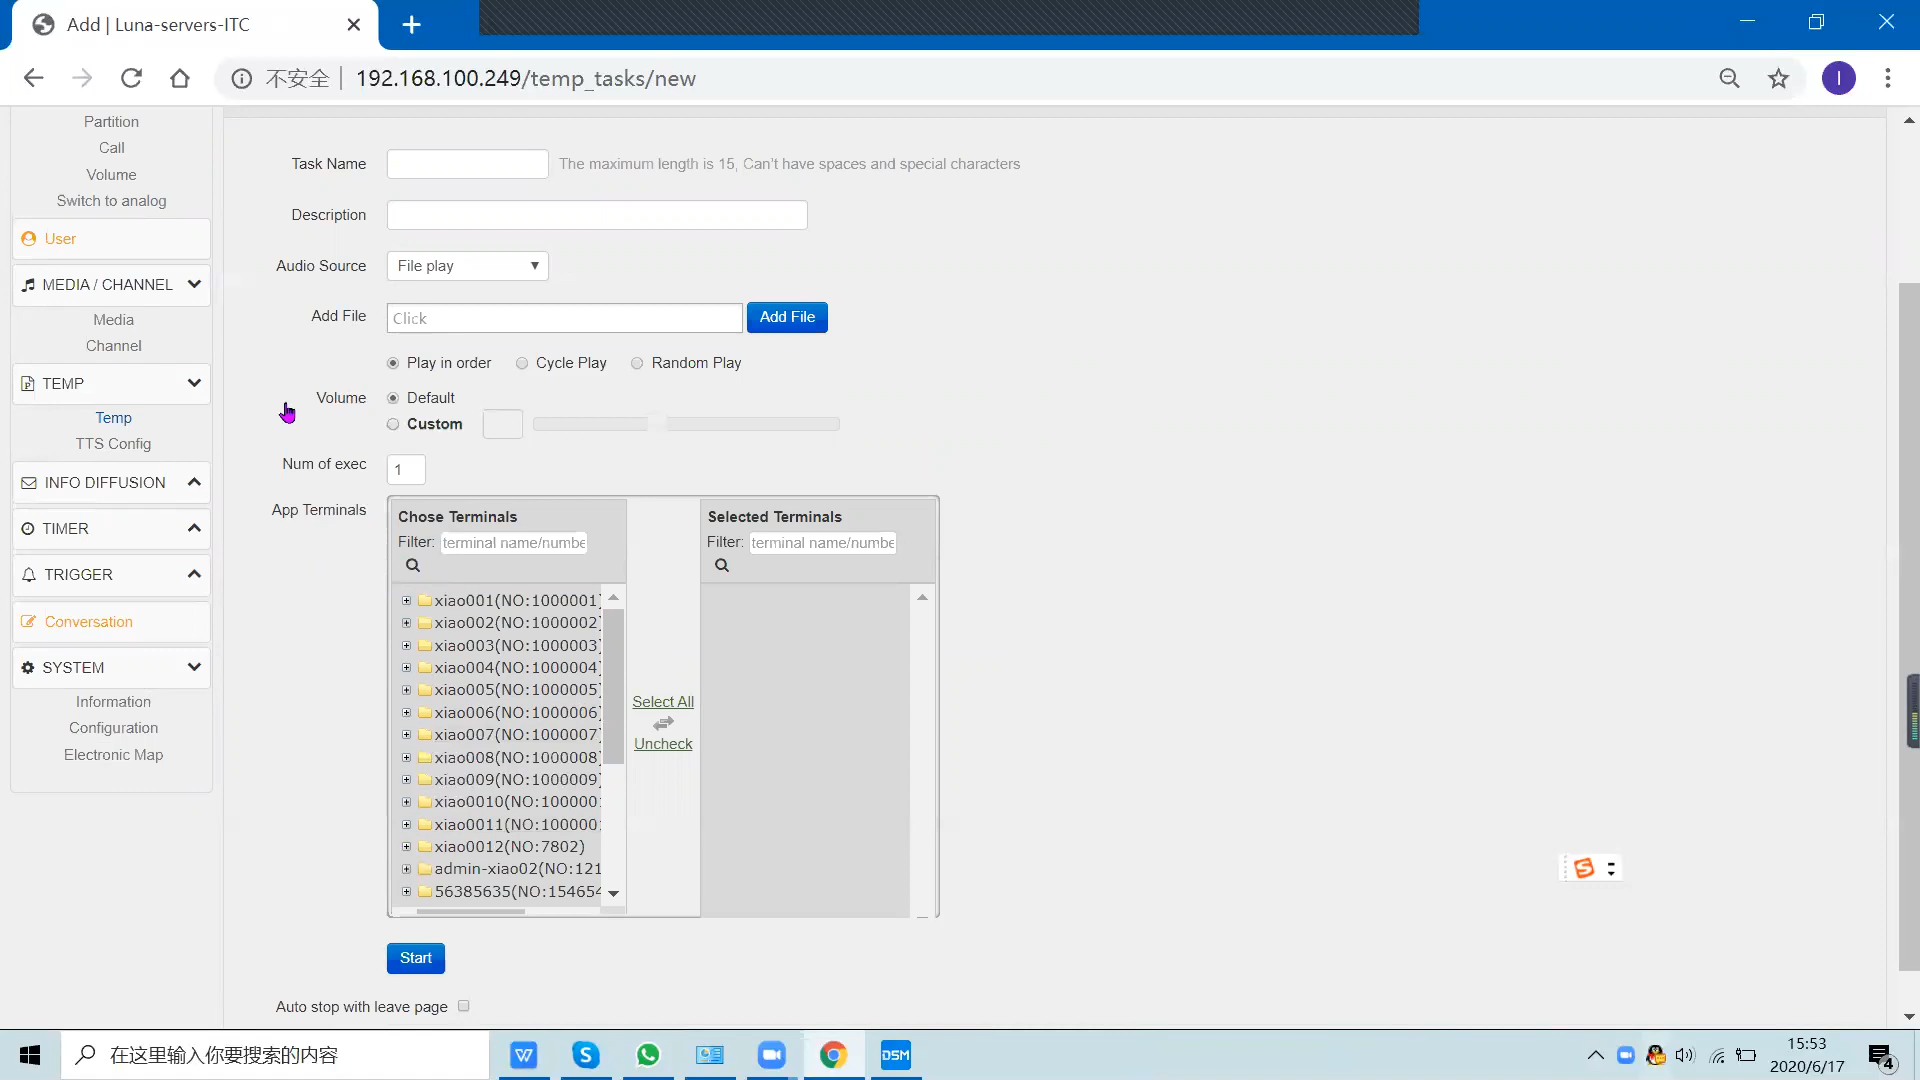 Add | Luna-servers-ITC
不安全 192.168.100.249/temp_tasks/new
I
Partition
Call
Volume
Switch to analog
User
MEDIA / CHANNEL
Media
Channel
TEMP
Temp
TTS Config
INFO DIFFUSION
TIMER
TRIGGER
Conversation
SYSTEM
Information
Configuration
Electronic Map
Task Name The maximum length is 15, Can't have spaces and special characters
Description
Audio Source File play
Add File Click Add File
Play in order Cycle Play Random Play
Volume Default
Custom
Num of exec 1
App Terminals
Chose Terminals
Filter: terminal name/numbe
xiao001(NO:1000001)
xiao002(NO:1000002)
xiao003(NO:1000003)
xiao004(NO:1000004)
xiao005(NO:1000005)
xiao006(NO:1000006)
xiao007(NO:1000007)
xiao008(NO:1000008)
xiao009(NO:1000009)
xiao0010(NO:100000
xiao0011(NO:100000
xiao0012(NO:7802)
admin-xiao02(NO:121
56385635(NO:154654
Select All
Uncheck
Selected Terminals
Filter: terminal name/numbe
Start
Auto stop with leave page
S
在这里输入你要搜索的内容
W
S
DSM
15:53
2020/6/17
4